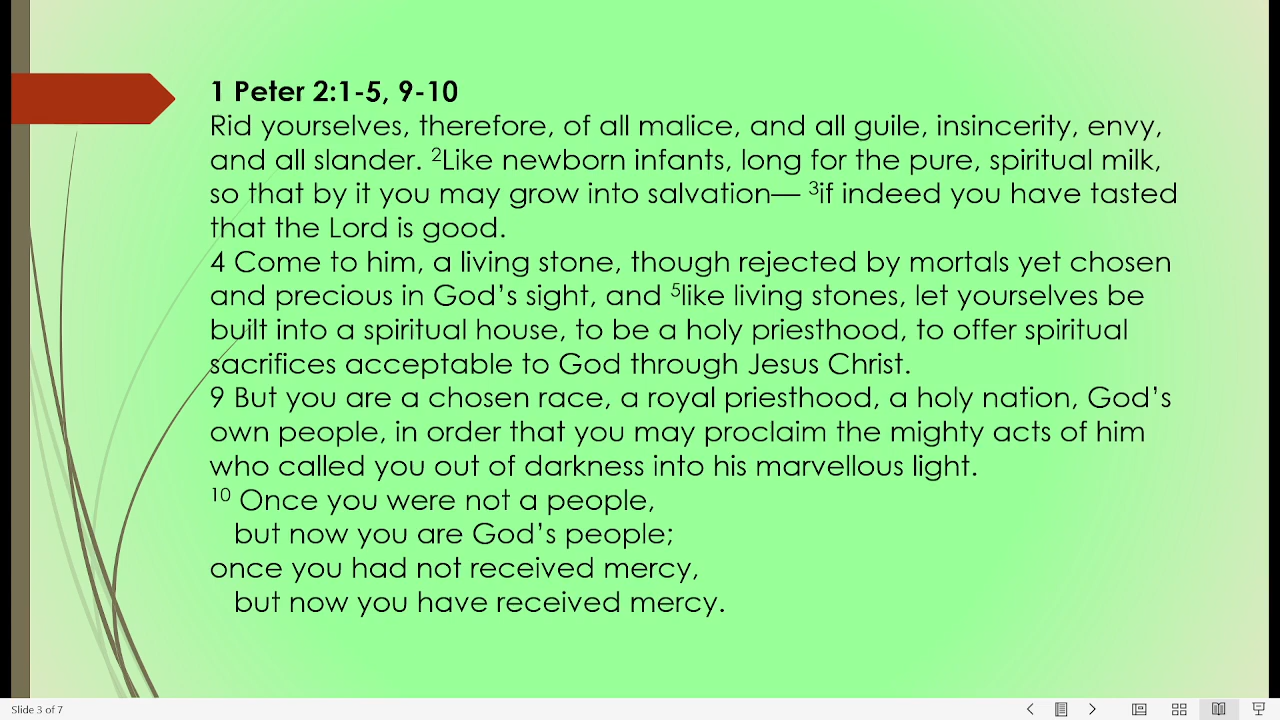 1 Peter 2:1-5, 9-10
Rid yourselves, therefore, of all malice, and all guile, insincerity, envy,
and all slander. ²Like newborn infants, long for the pure, spiritual milk,
so that by it you may grow into salvation— ³if indeed you have tasted
that the Lord is good.
4 Come to him, a living stone, though rejected by mortals yet chosen
and precious in God’s sight, and ⁵like living stones, let yourselves be
built into a spiritual house, to be a holy priesthood, to offer spiritual
sacrifices acceptable to God through Jesus Christ.
9 But you are a chosen race, a royal priesthood, a holy nation, God’s
own people, in order that you may proclaim the mighty acts of him
who called you out of darkness into his marvellous light.
¹⁰ Once you were not a people,
but now you are God’s people;
once you had not received mercy,
but now you have received mercy.
Slide 3 of 7